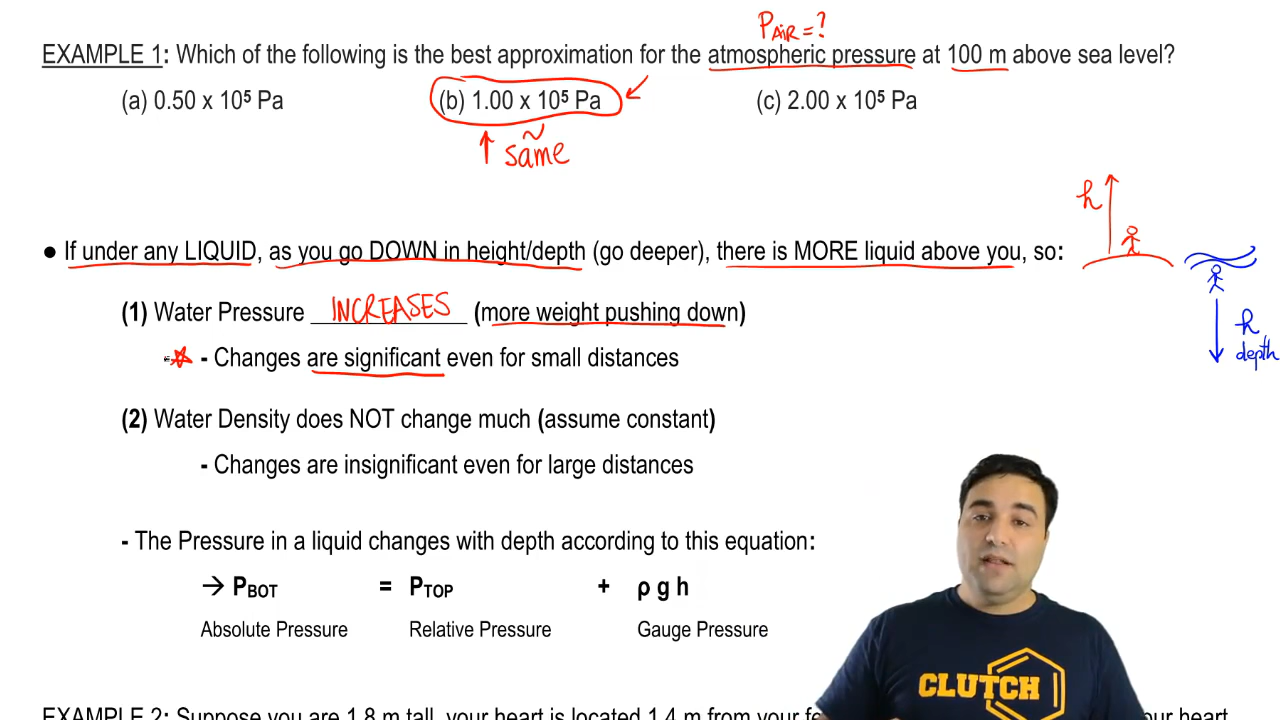 P AIR = ?
EXAMPLE 1: Which of the following is the best approximation for the atmospheric pressure at 100 m above sea level?
(a) 0.50 x 10⁵ Pa (b) 1.00 x 10⁵ Pa (c) 2.00 x 10⁵ Pa
~
same
h
● If under any LIQUID, as you go DOWN in height/depth (go deeper), there is MORE liquid above you, so:
(1) Water Pressure INCREASES (more weight pushing down)
h
depth
- Changes are significant even for small distances
(2) Water Density does NOT change much (assume constant)
- Changes are insignificant even for large distances
- The Pressure in a liquid changes with depth according to this equation:
→ PBOT = PTOP + ρ g h
Absolute Pressure Relative Pressure Gauge Pressure
CLUTCH
EXAMPLE 2: Suppose you are 1.8 m tall, your heart is located 1.4 m from your your heart